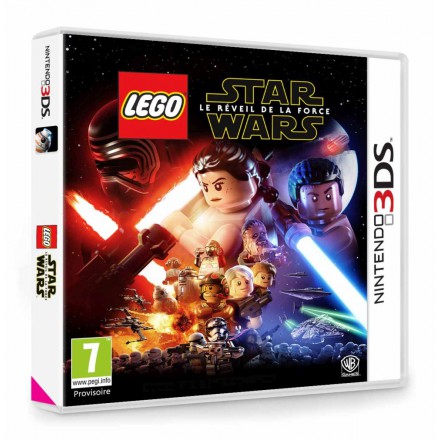 LEGO
STAR
LE RÉVEIL DE LA FORCE
WARS
NINTENDO 3DS
NINTENDO 3DS
LEGO
STAR
WARS
7
www.pegi.info
Provisoire
WB